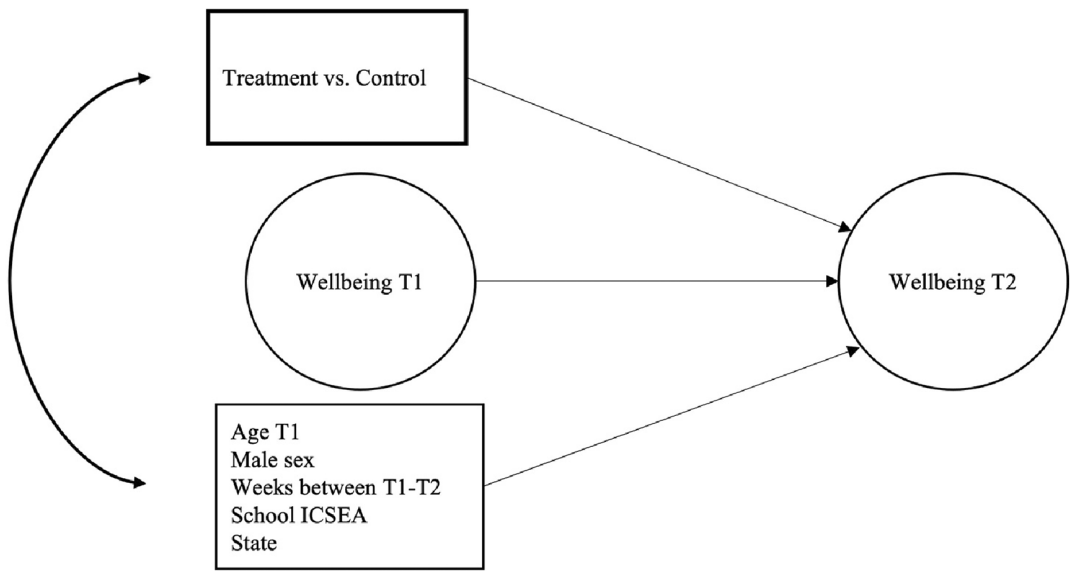 Treatment vs. Control
Wellbeing T1
Wellbeing T2
Age T1
Male sex
Weeks between T1-T2
School ICSEA
State